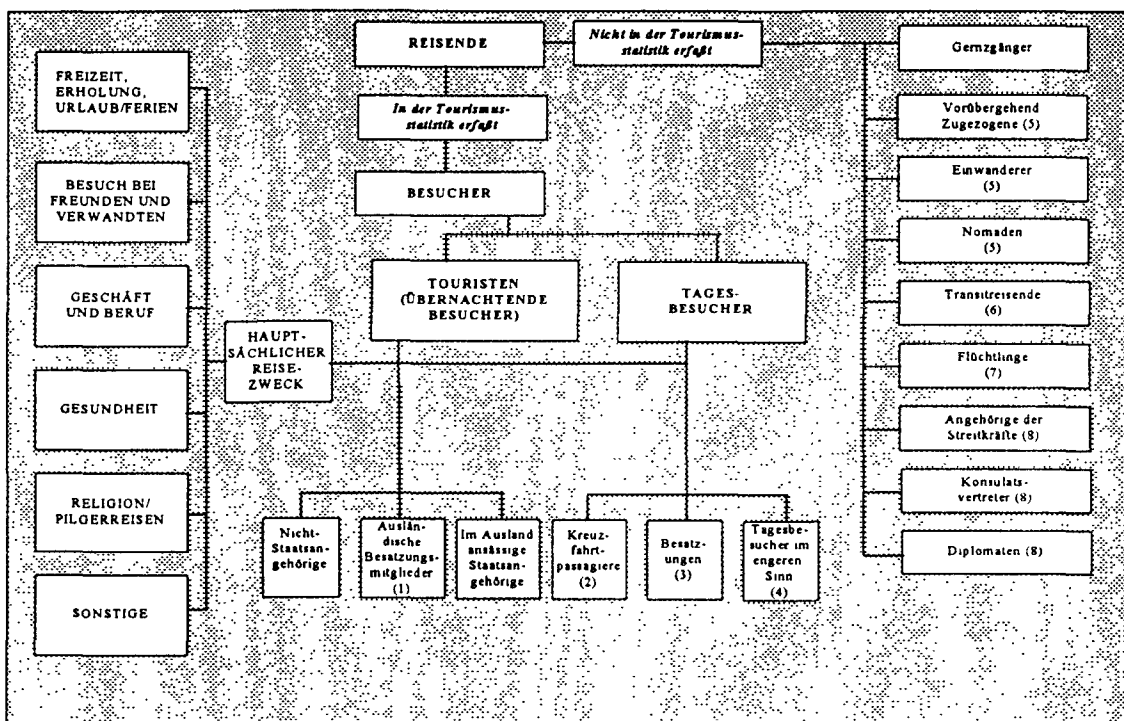 REISENDE
Nicht in der Tourismus-
statistik erfaßt
In der Tourismus-
statistik erfaßt
BESUCHER
TOURISTEN
(ÜBERNACHTENDE
BESUCHER)
TAGES-
BESUCHER
FREIZEIT,
ERHOLUNG,
URLAUB/FERIEN
BESUCH BEI
FREUNDEN UND
VERWANDTEN
GESCHÄFT
UND BERUF
GESUNDHEIT
RELIGION/
PILGERREISEN
SONSTIGE
HAUPT-
SÄCHLICHER
REISE-
ZWECK
Nicht-
Staatsan-
gehörige
Auslän-
dische
Besatzungs-
mitglieder
(1)
Im Ausland
ansässige
Staatsan-
gehörige
Kreuz-
fahrt-
passagiere
(2)
Besatz-
ungen
(3)
Tagesbe-
sucher im
engeren
Sinn
(4)
Gernzgänger
Vorübergehend
Zugezogene (5)
Einwanderer
(5)
Nomaden
(5)
Transitreisende
(6)
Flüchtlinge
(7)
Angehörige der
Streitkräfte (8)
Konsulats-
vertreter (8)
Diplomaten (8)